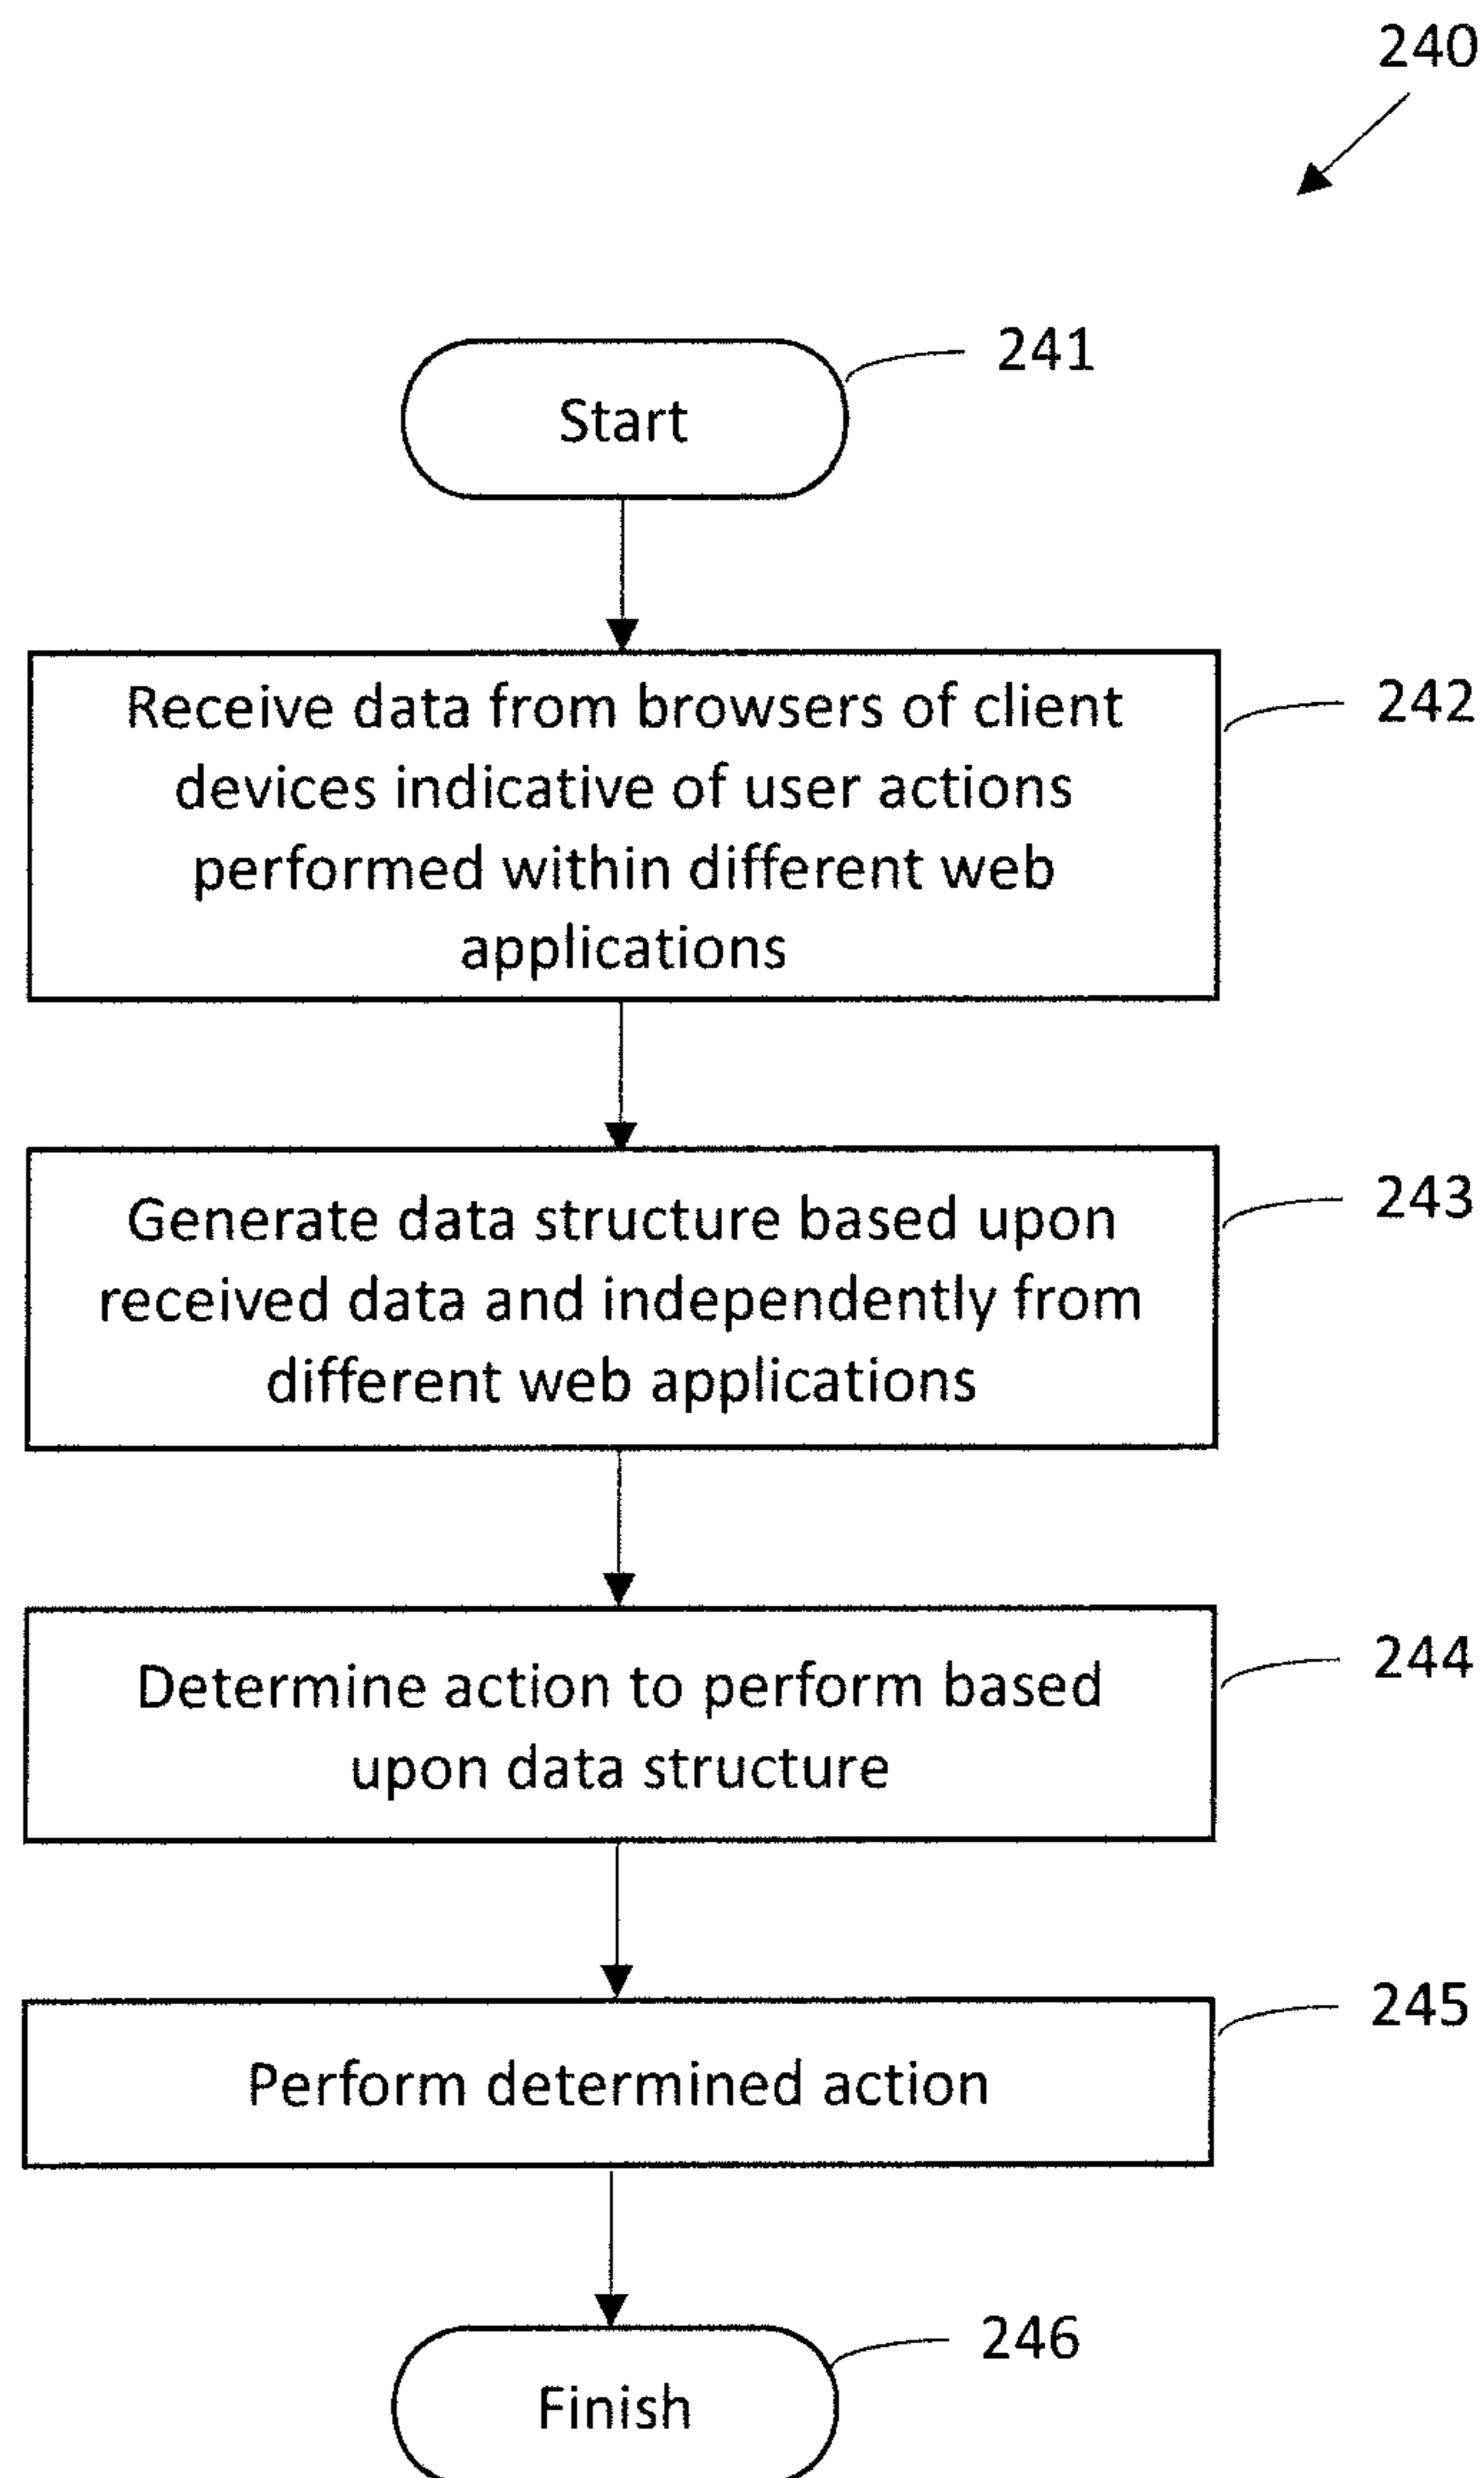 240
241
Start
242
Receive data from browsers of client
devices indicative of user actions
performed within different web
applications
243
Generate data structure based upon
received data and independently from
different web applications
244
Determine action to perform based
upon data structure
245
Perform determined action
246
Finish